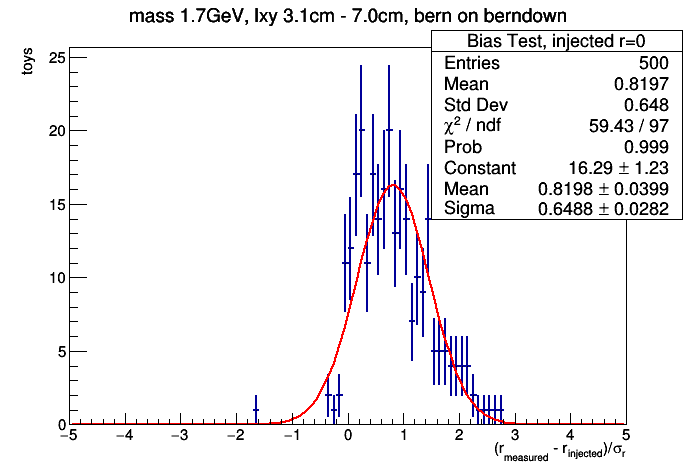 mass 1.7GeV, lxy 3.1cm - 7.0cm, bern on berndown
Bias Test, injected r=0
Entries 500
Mean 0.8197
Std Dev 0.648
χ² / ndf 59.43 / 97
Prob 0.999
Constant 16.29 ± 1.23
Mean 0.8198 ± 0.0399
Sigma 0.6488 ± 0.0282
toys
25
20
15
10
5
0
−5 −4 −3 −2 −1 0 1 2 3 4 5
(r_measured - r_injected)/σ_r